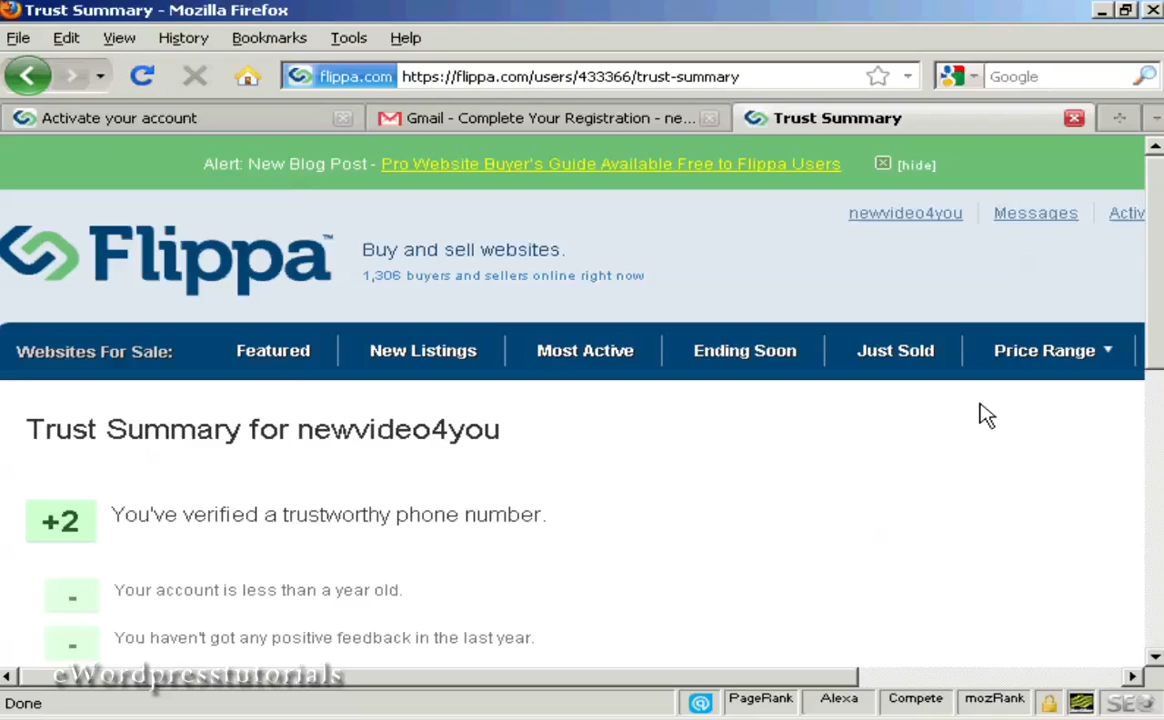 Trust Summary - Mozilla Firefox
File Edit View History Bookmarks Tools Help
flippa.com https://flippa.com/users/433366/trust-summary Google
Activate your account Gmail - Complete Your Registration - ne... Trust Summary
Alert: New Blog Post - Pro Website Buyer's Guide Available Free to Flippa Users [hide]
newvideo4you Messages Activ
Flippa™ Buy and sell websites.
1,306 buyers and sellers online right now
Websites For Sale: Featured New Listings Most Active Ending Soon Just Sold Price Range
Trust Summary for newvideo4you
+2 You've verified a trustworthy phone number.
- Your account is less than a year old.
- You haven't got any positive feedback in the last year.
eWordpresstutorials
Done PageRank Alexa Compete mozRank SEO